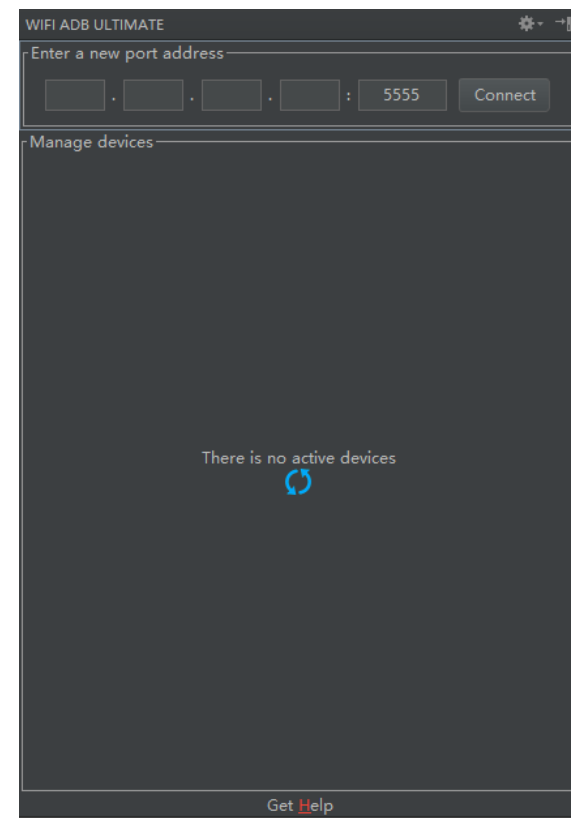 WIFI ADB ULTIMATE
Enter a new port address
. . . : 5555 Connect
Manage devices
There is no active devices
Get Help